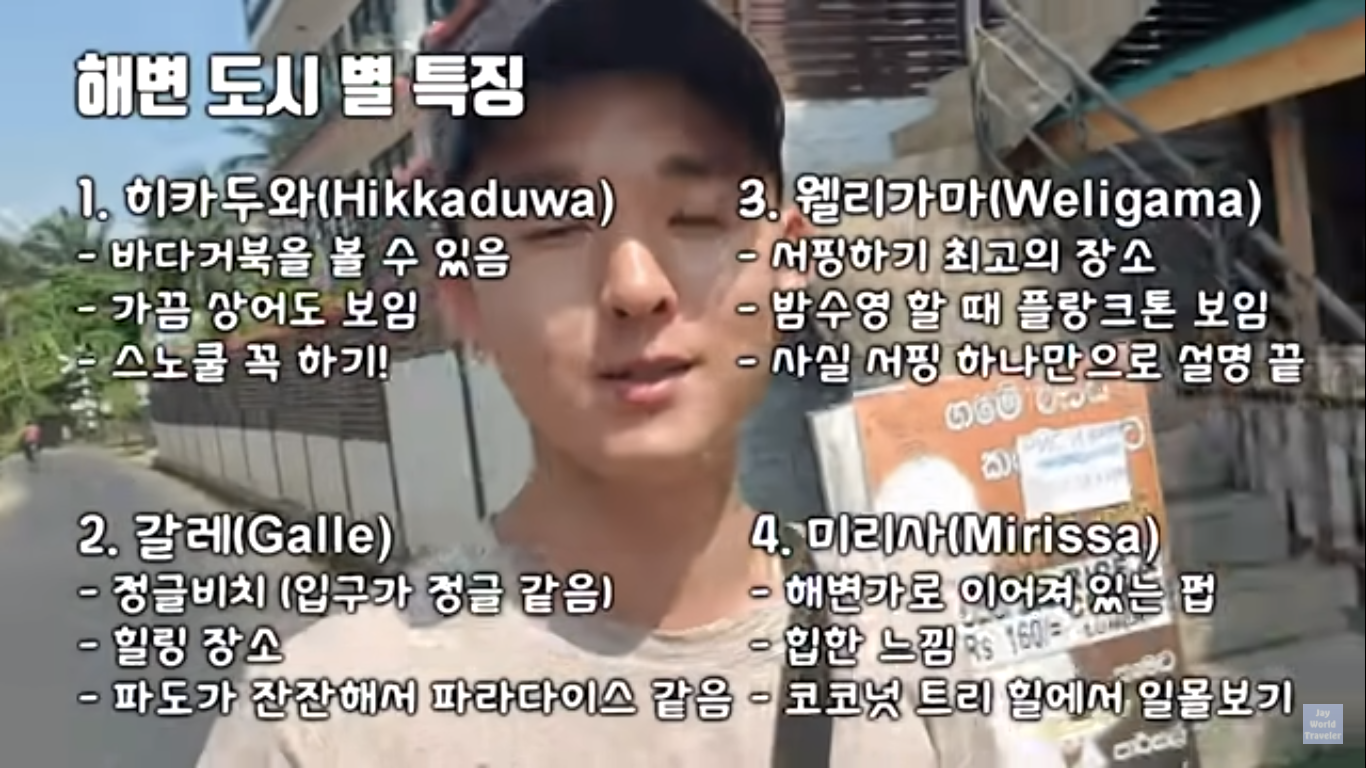 해변 도시 별 특징
1. 히카두와(Hikkaduwa)
- 바다거북을 볼 수 있음
- 가끔 상어도 보임
- 스노쿨 꼭 하기!
2. 갈레(Galle)
- 정글비치 (입구가 정글 같음)
- 힐링 장소
- 파도가 잔잔해서 파라다이스 같음
3. 웰리가마(Weligama)
- 서핑하기 최고의 장소
- 밤수영 할 때 플랑크톤 보임
- 사실 서핑 하나만으로 설명 끝
4. 미리사(Mirissa)
- 해변가로 이어져 있는 펍
- 힙한 느낌
- 코코넛 트리 힐에서 일몰보기
Rs 160/=
Jay
World
Traveler